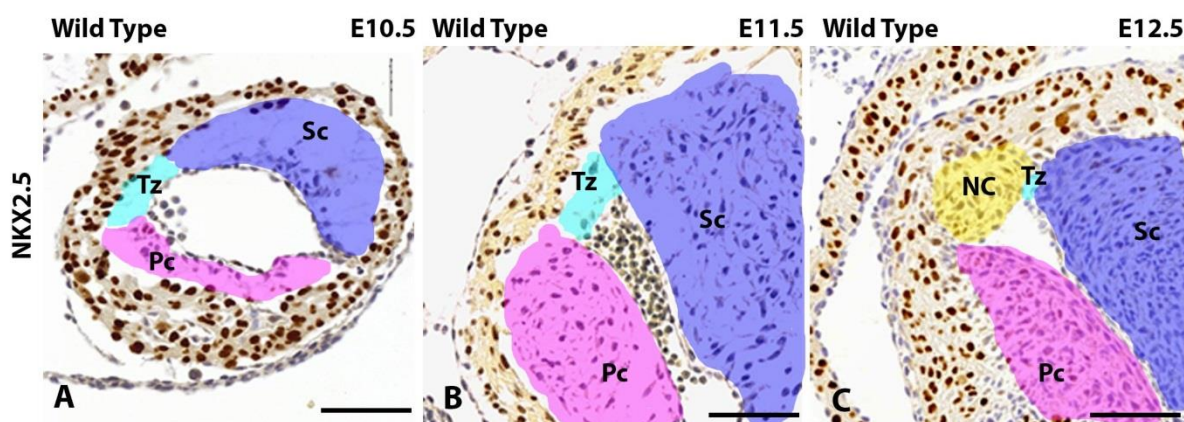 Wild Type E10.5 Wild Type E11.5 Wild Type E12.5
NKX2.5
Sc
Tz
Pc
A
Tz
Sc
Pc
B
NC
Tz
Sc
Pc
C